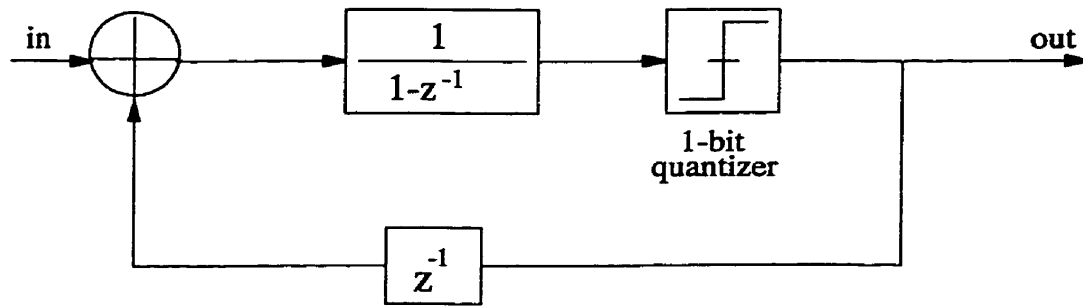 in
1
1-z⁻¹
out
1-bit
quantizer
z⁻¹